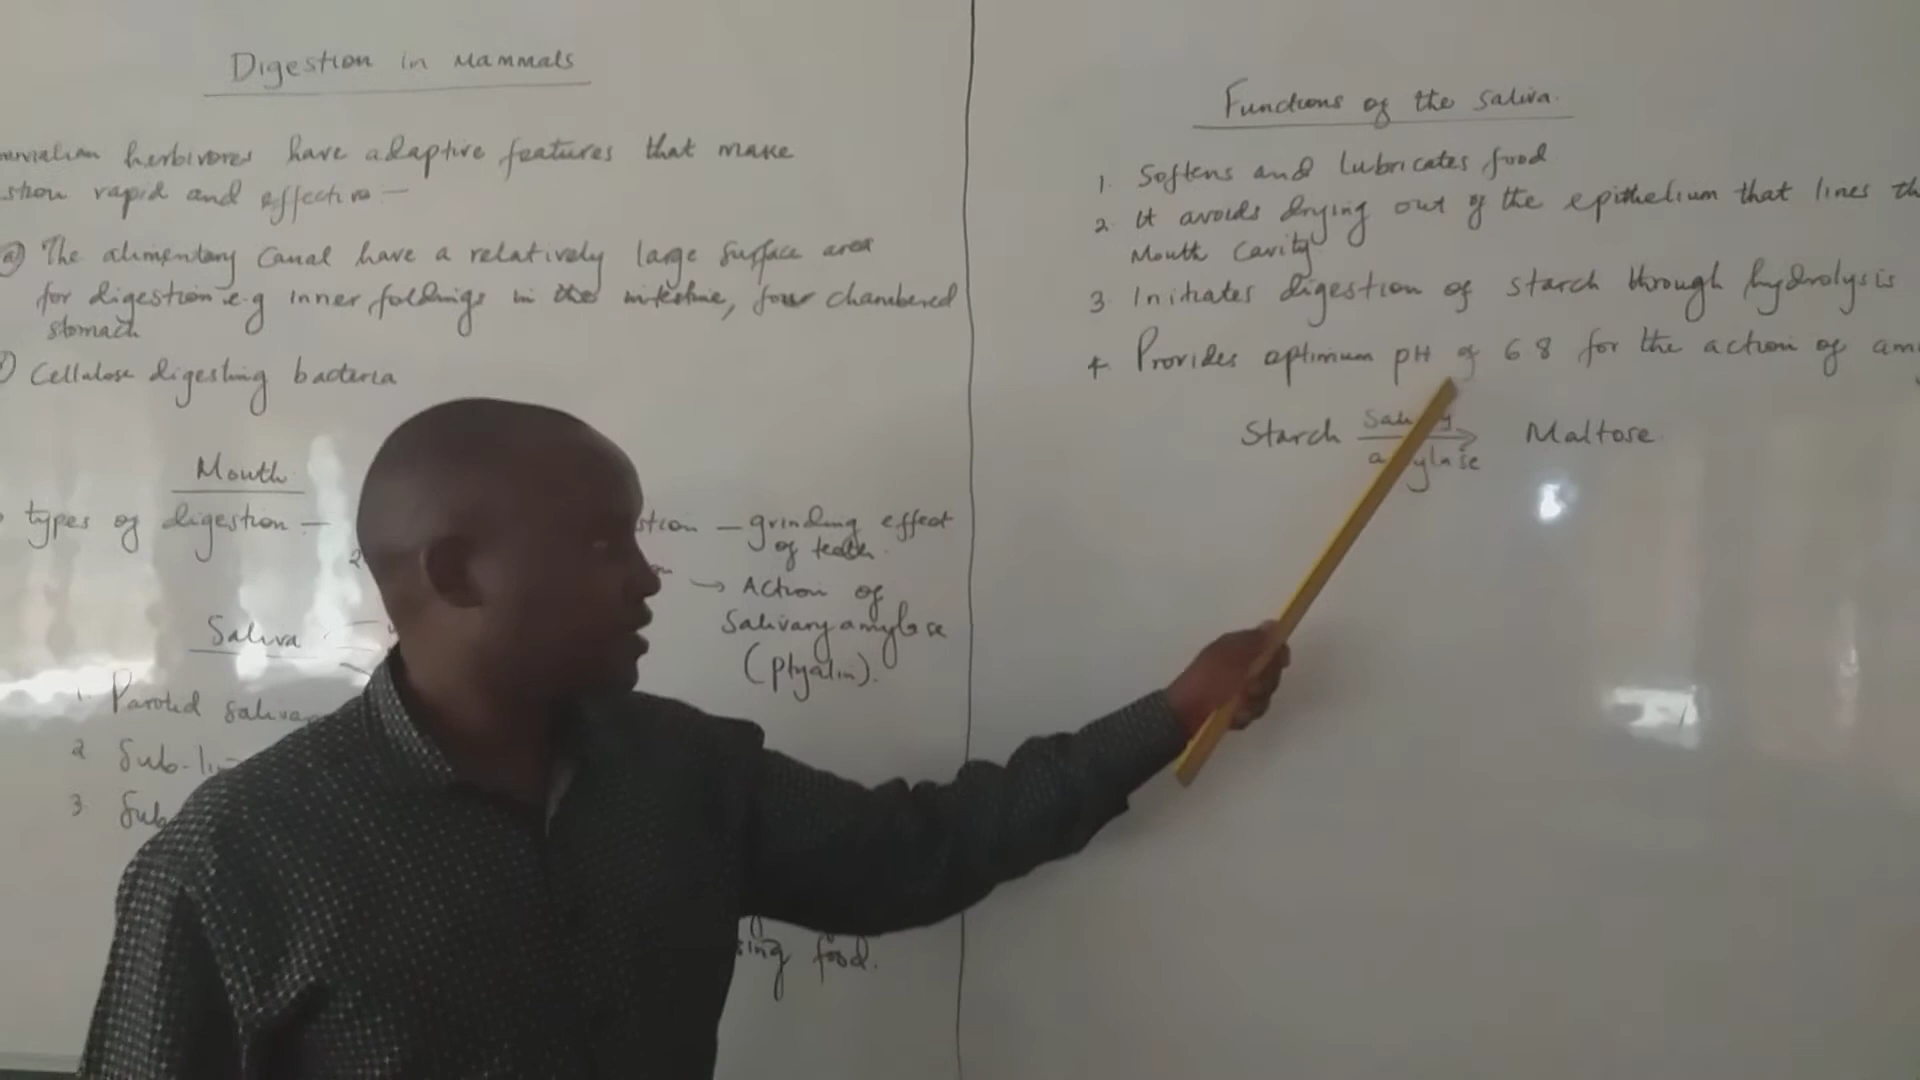 Digestion in Mammals
herbivores have adaptive features that make
rapid and effective
(a) The alimentary canal have a relatively large surface area
for digestion e.g inner foldings in the intestine, four chambered
stomach
Cellulose digesting bacteria
Mouth
types of digestion –
– grinding effect
of teeth.
2
→ Action of
Salivary amylase
(Ptyalin).
Saliva
1. Parotid
2
3
food.
Functions of the saliva.
1. Softens and lubricates food
2. It avoids drying out of the epithelium that lines
Mouth cavity
3 Initiates digestion of starch through hydrolysis
4 Provides optimum pH of 6.8 for the action of
Starch → Maltose